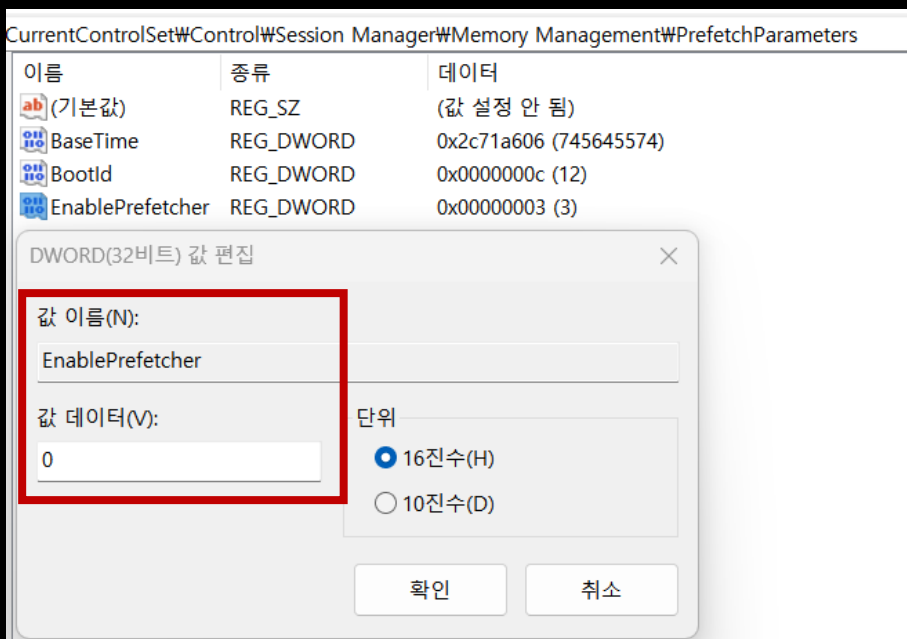 CurrentControlSet₩Control₩Session Manager₩Memory Management₩PrefetchParameters
이름 종류 데이터
(기본값) REG_SZ (값 설정 안 됨)
BaseTime REG_DWORD 0x2c71a606 (745645574)
BootId REG_DWORD 0x0000000c (12)
EnablePrefetcher REG_DWORD 0x00000003 (3)
DWORD(32비트) 값 편집
값 이름(N):
EnablePrefetcher
값 데이터(V):
0
단위
16진수(H)
10진수(D)
확인 취소